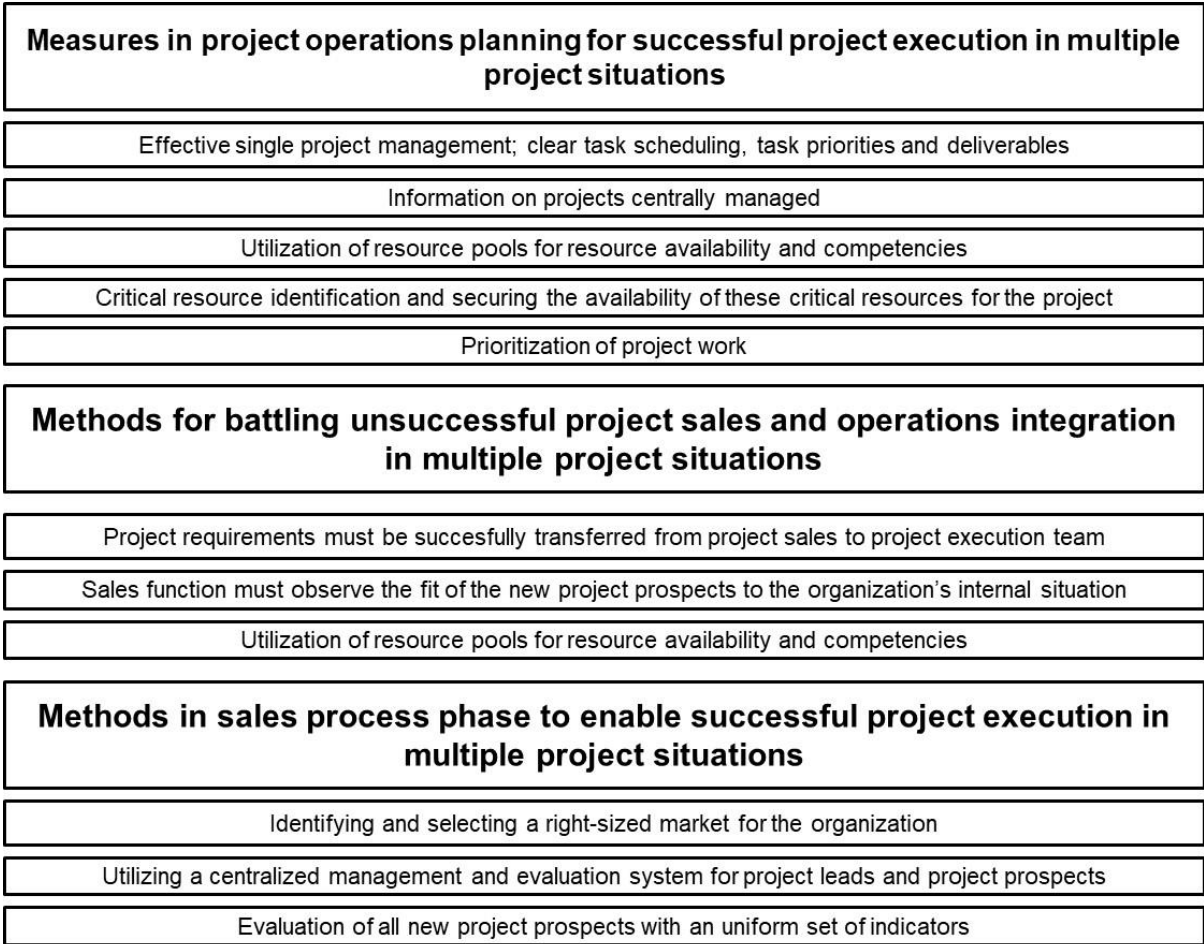 Measures in project operations planning for successful project execution in multiple
project situations
Effective single project management; clear task scheduling, task priorities and deliverables
Information on projects centrally managed
Utilization of resource pools for resource availability and competencies
Critical resource identification and securing the availability of these critical resources for the project
Prioritization of project work
Methods for battling unsuccessful project sales and operations integration
in multiple project situations
Project requirements must be succesfully transferred from project sales to project execution team
Sales function must observe the fit of the new project prospects to the organization's internal situation
Utilization of resource pools for resource availability and competencies
Methods in sales process phase to enable successful project execution in
multiple project situations
Identifying and selecting a right-sized market for the organization
Utilizing a centralized management and evaluation system for project leads and project prospects
Evaluation of all new project prospects with an uniform set of indicators